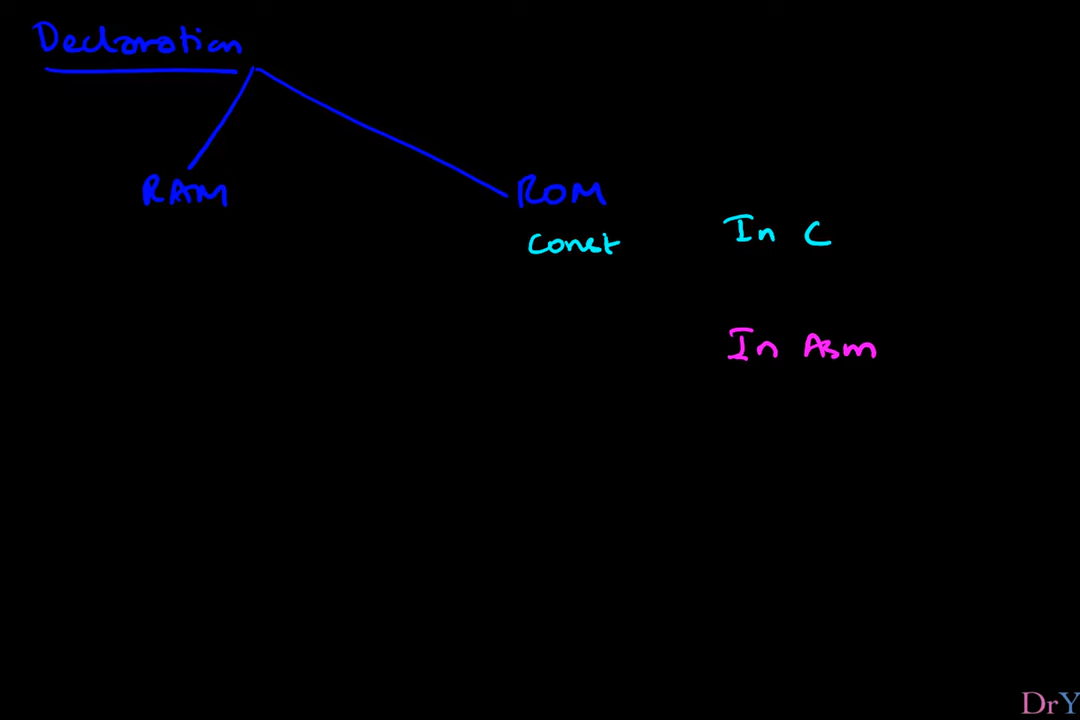 Declaration
RAM
ROM
Const
In C
In Asm
DrY